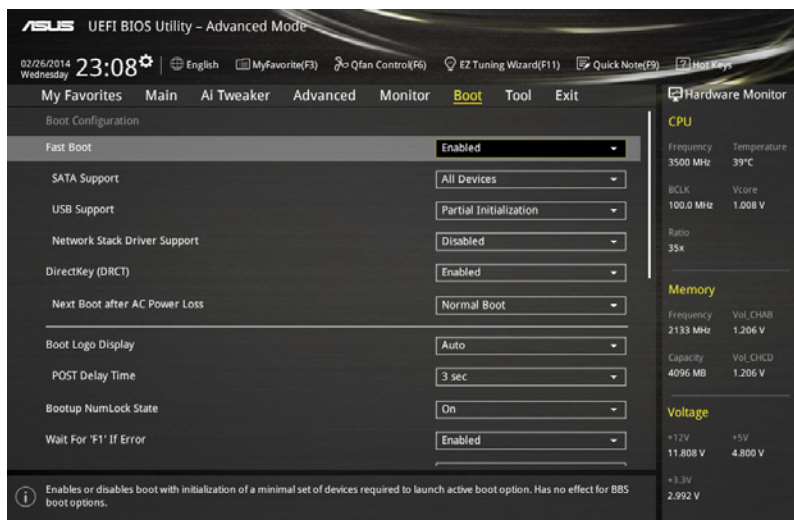 ASUS UEFI BIOS Utility – Advanced Mode
02/26/2014 Wednesday 23:08 English MyFavorite(F3) Qfan Control(F6) EZ Tuning Wizard(F11) Quick Note(F9) Hot Keys
My Favorites Main Ai Tweaker Advanced Monitor Boot Tool Exit
Boot Configuration
Fast Boot Enabled
SATA Support All Devices
USB Support Partial Initialization
Network Stack Driver Support Disabled
DirectKey (DRCT) Enabled
Next Boot after AC Power Loss Normal Boot
Boot Logo Display Auto
POST Delay Time 3 sec
Bootup NumLock State On
Wait For 'F1' If Error Enabled
Enables or disables boot with initialization of a minimal set of devices required to launch active boot option. Has no effect for BBS
boot options.
Hardware Monitor
CPU
Frequency Temperature
3500 MHz 39°C
BCLK Vcore
100.0 MHz 1.008 V
Ratio
35x
Memory
Frequency Vol_CHAB
2133 MHz 1.206 V
Capacity Vol_CHCD
4096 MB 1.206 V
Voltage
+12V +5V
11.808 V 4.800 V
+3.3V
2.992 V